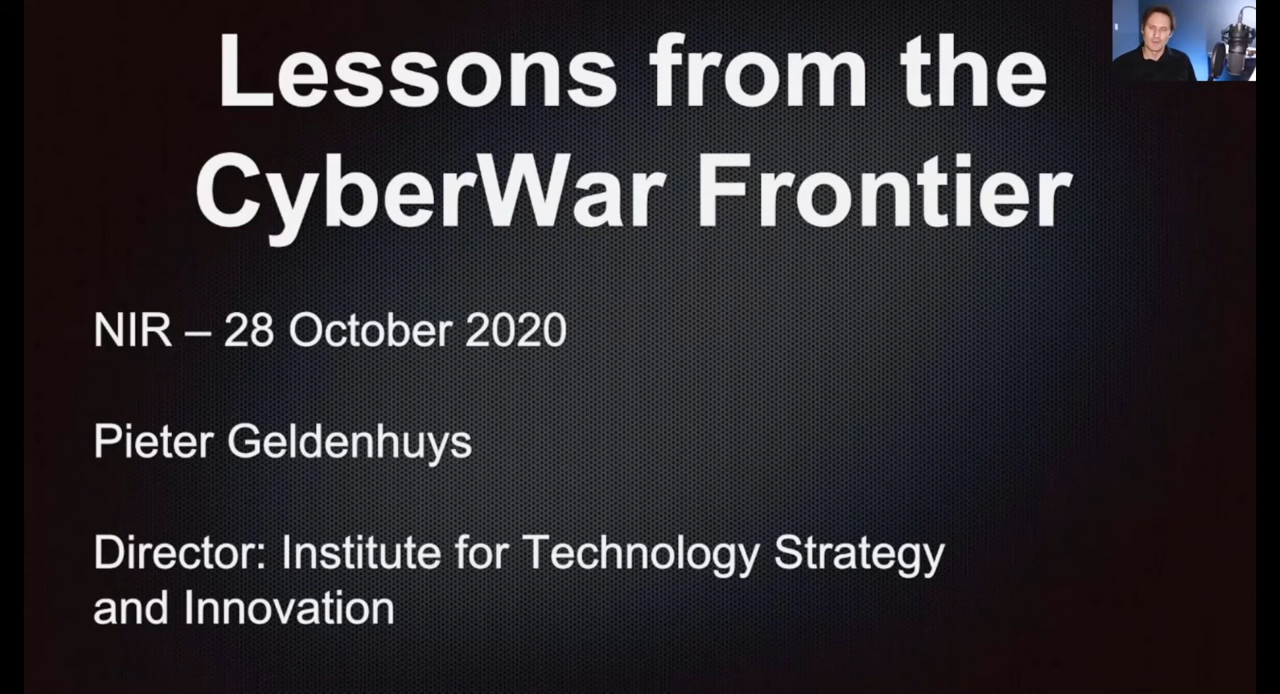 Lessons from the
CyberWar Frontier
NIR – 28 October 2020
Pieter Geldenhuys
Director: Institute for Technology Strategy
and Innovation